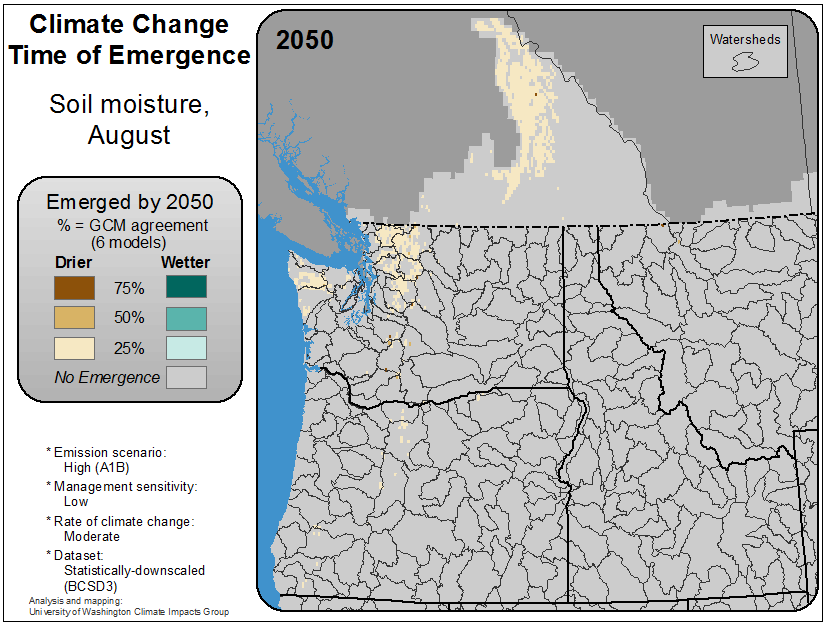 Climate Change
Time of Emergence
Soil moisture,
August
Emerged by 2050
% = GCM agreement
(6 models)
Drier Wetter
75%
50%
25%
No Emergence
* Emission scenario:
High (A1B)
* Management sensitivity:
Low
* Rate of climate change:
Moderate
* Dataset:
Statistically-downscaled
(BCSD3)
Analysis and mapping:
University of Washington Climate Impacts Group
2050
Watersheds